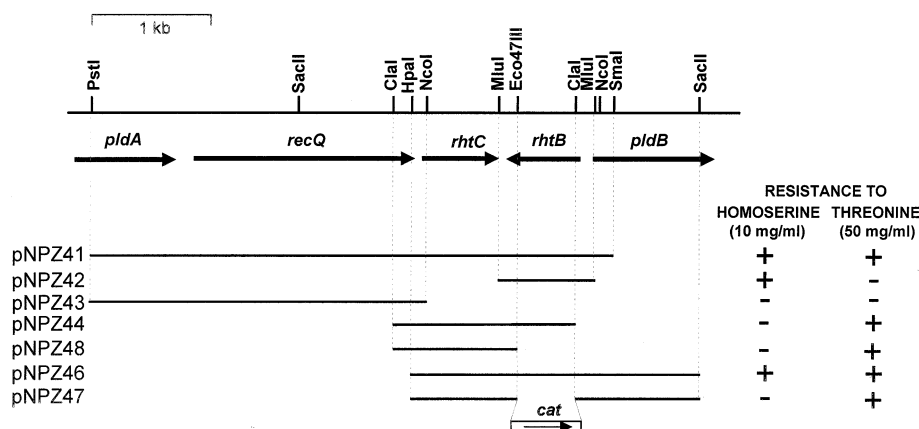 1 kb
PstI SacII ClaI HpaI NcoI MluI Eco47III ClaI MluI NcoI SmaI SacII
pldA recQ rhtC rhtB pldB
RESISTANCE TO
HOMOSERINE THREONINE
(10 mg/ml) (50 mg/ml)
pNPZ41 + +
pNPZ42 + -
pNPZ43 - -
pNPZ44 - +
pNPZ48 - +
pNPZ46 + +
pNPZ47 - +
cat